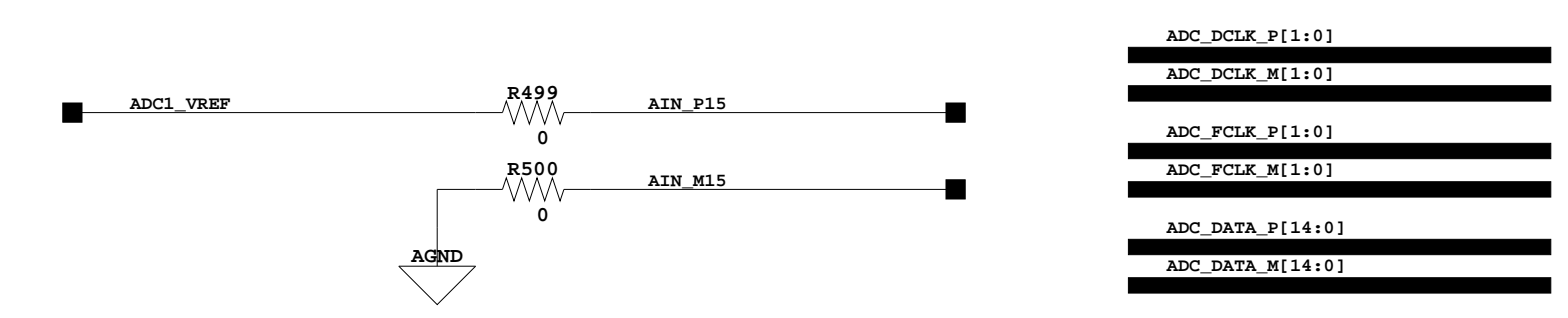 ADC1_VREF
R499
0
AIN_P15
R500
0
AIN_M15
AGND
ADC_DCLK_P[1:0]
ADC_DCLK_M[1:0]
ADC_FCLK_P[1:0]
ADC_FCLK_M[1:0]
ADC_DATA_P[14:0]
ADC_DATA_M[14:0]